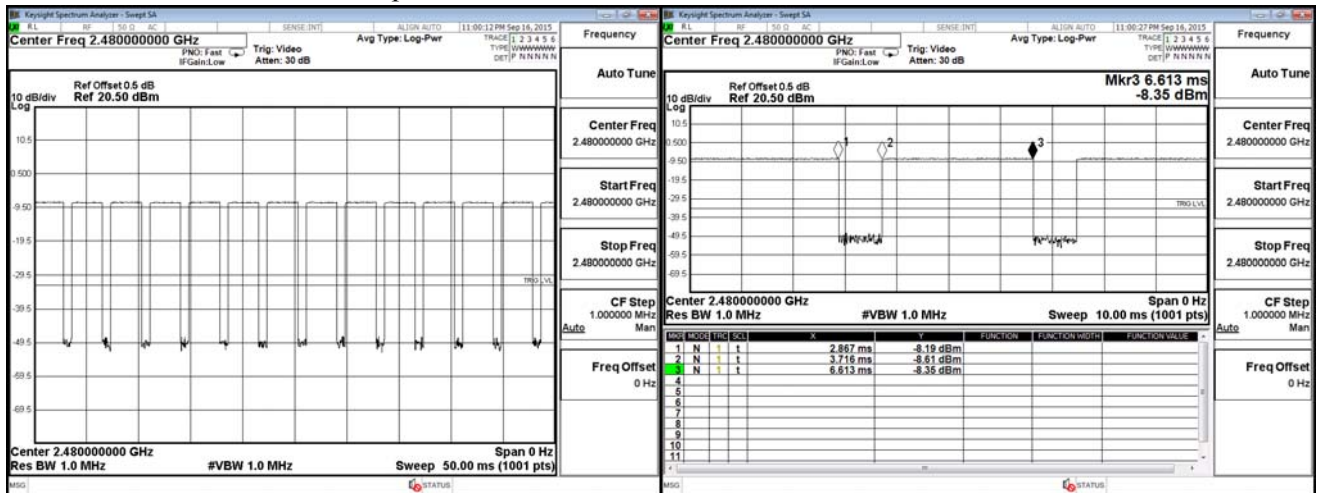 Keysight Spectrum Analyzer - Swept SA
RL RF 50 Ω AC SENSE:INT ALIGN AUTO 11:00:12 PM Sep 16, 2015
Center Freq 2.480000000 GHz
PNO: Fast
IFGain:Low
Trig: Video
Atten: 30 dB
Avg Type: Log-Pwr
TRACE 1 2 3 4 5 6
TYPE WWWWWW
DET P N N N N N
Ref Offset 0.5 dB
10 dB/div Ref 20.50 dBm
Log
10.5
0.500
-9.50
-19.5
-29.5
TRIG LVL
-39.5
-49.5
-59.5
-69.5
Center 2.480000000 GHz
Span 0 Hz
Res BW 1.0 MHz
#VBW 1.0 MHz
Sweep 50.00 ms (1001 pts)
MSG
STATUS
Frequency
Auto Tune
Center Freq
2.480000000 GHz
Start Freq
2.480000000 GHz
Stop Freq
2.480000000 GHz
CF Step
1.000000 MHz
Auto Man
Freq Offset
0 Hz
Keysight Spectrum Analyzer - Swept SA
RL RF 50 Ω AC SENSE:INT ALIGN AUTO 11:00:27 PM Sep 16, 2015
Center Freq 2.480000000 GHz
PNO: Fast
IFGain:Low
Trig: Video
Atten: 30 dB
Avg Type: Log-Pwr
TRACE 1 2 3 4 5 6
TYPE WWWWWW
DET P N N N N N
Mkr3 6.613 ms
-8.35 dBm
Ref Offset 0.5 dB
10 dB/div Ref 20.50 dBm
Log
10.5
0.500
1 2 3
-9.50
-19.5
-29.5
TRIG LVL
-39.5
-49.5
-59.5
-69.5
Center 2.480000000 GHz
Span 0 Hz
Res BW 1.0 MHz
#VBW 1.0 MHz
Sweep 10.00 ms (1001 pts)
MKR MODE TRC SCL X Y FUNCTION FUNCTION WIDTH FUNCTION VALUE
1 N 1 t 2.867 ms -8.19 dBm
2 N 1 t 3.716 ms -8.61 dBm
3 N 1 t 6.613 ms -8.35 dBm
4
5
6
7
8
9
10
11
MSG
STATUS
Frequency
Auto Tune
Center Freq
2.480000000 GHz
Start Freq
2.480000000 GHz
Stop Freq
2.480000000 GHz
CF Step
1.000000 MHz
Auto Man
Freq Offset
0 Hz